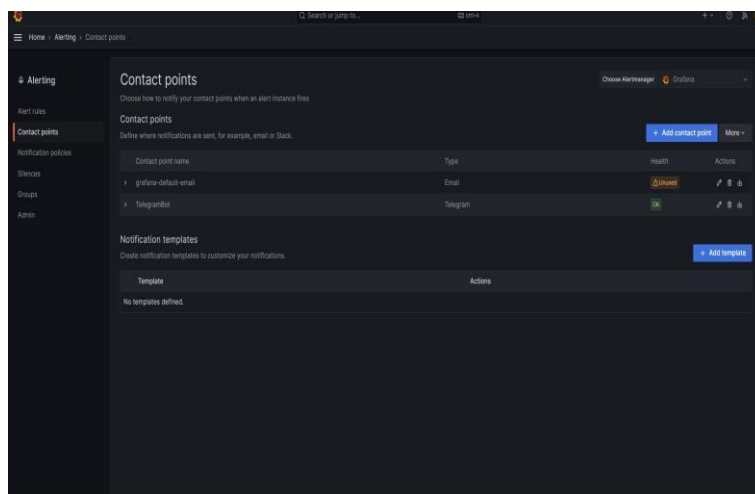 Search or jump to...
ctrl+k
Home › Alerting › Contact points
Alerting
Alert rules
Contact points
Notification policies
Silences
Groups
Admin
Contact points
Choose how to notify your contact points when an alert instance fires
Choose Alertmanager Grafana
Contact points
Define where notifications are sent, for example, email or Slack.
+ Add contact point More
Contact point name Type Health Actions
grafana-default-email Email Unused
TelegramBot Telegram OK
Notification templates
Create notification templates to customize your notifications.
+ Add template
Template Actions
No templates defined.